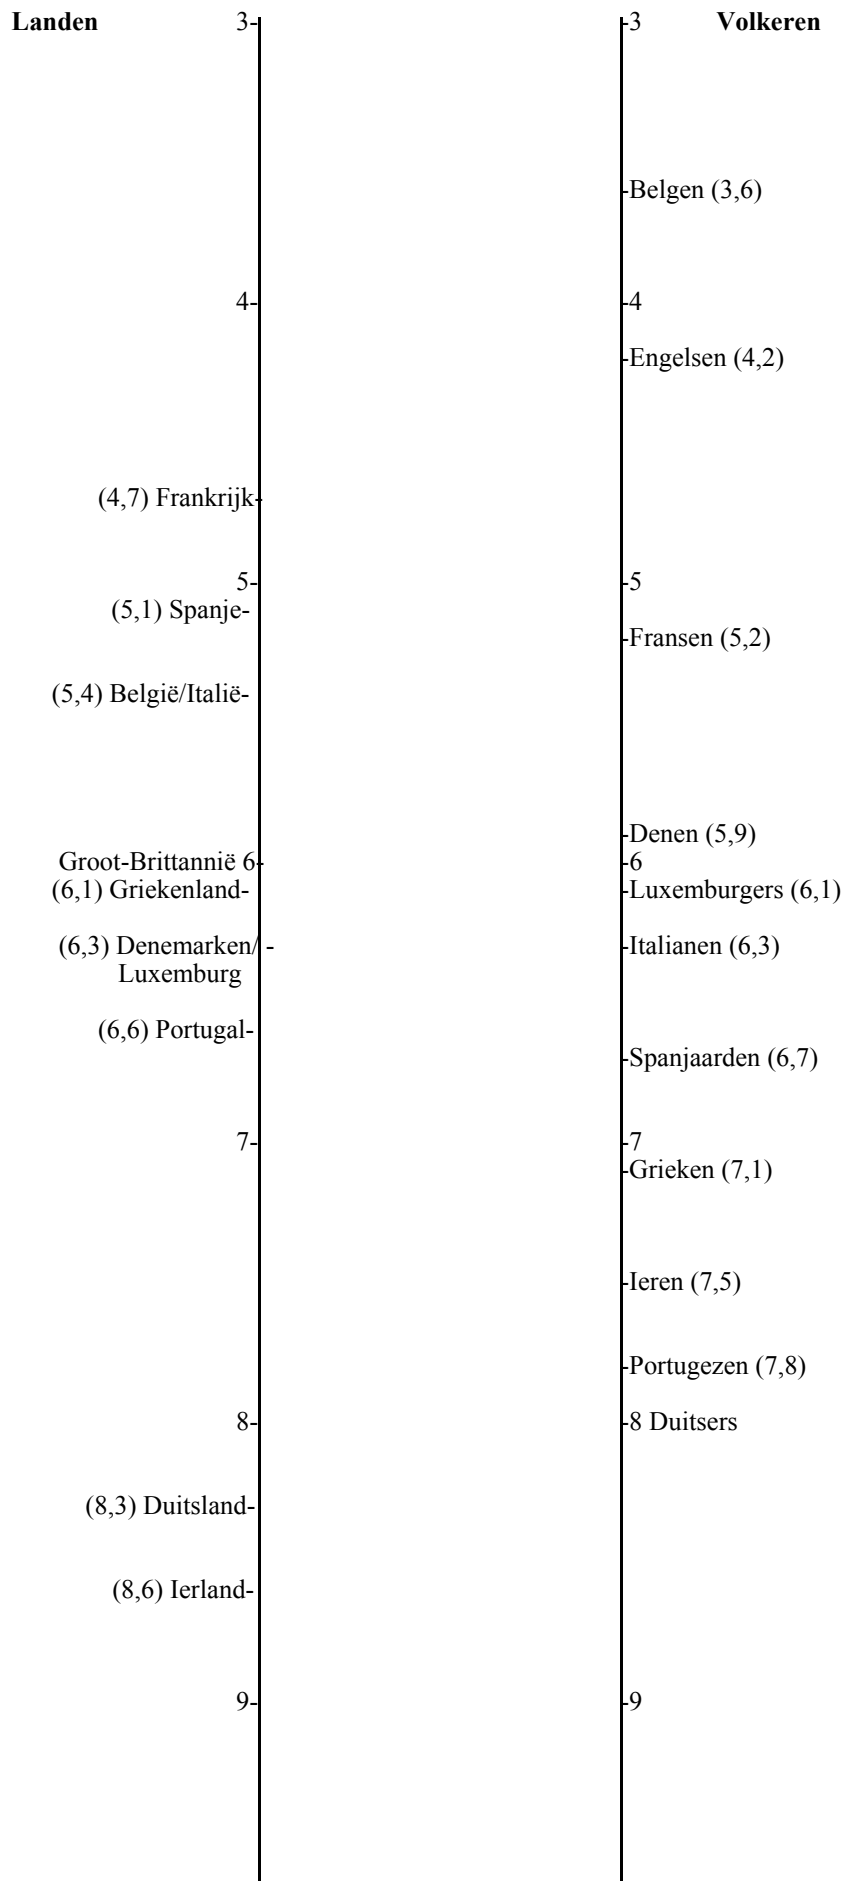 Landen 3- -3 Volkeren
-Belgen (3,6)
4- -4
-Engelsen (4,2)
(4,7) Frankrijk-
5- -5
(5,1) Spanje-
-Fransen (5,2)
(5,4) België/Italië-
-Denen (5,9)
Groot-Brittannië 6- -6
(6,1) Griekenland- -Luxemburgers (6,1)
(6,3) Denemarken/ - -Italianen (6,3)
Luxemburg
(6,6) Portugal-
-Spanjaarden (6,7)
7- -7
-Grieken (7,1)
-Ieren (7,5)
-Portugezen (7,8)
8- -8 Duitsers
(8,3) Duitsland-
(8,6) Ierland-
9- -9